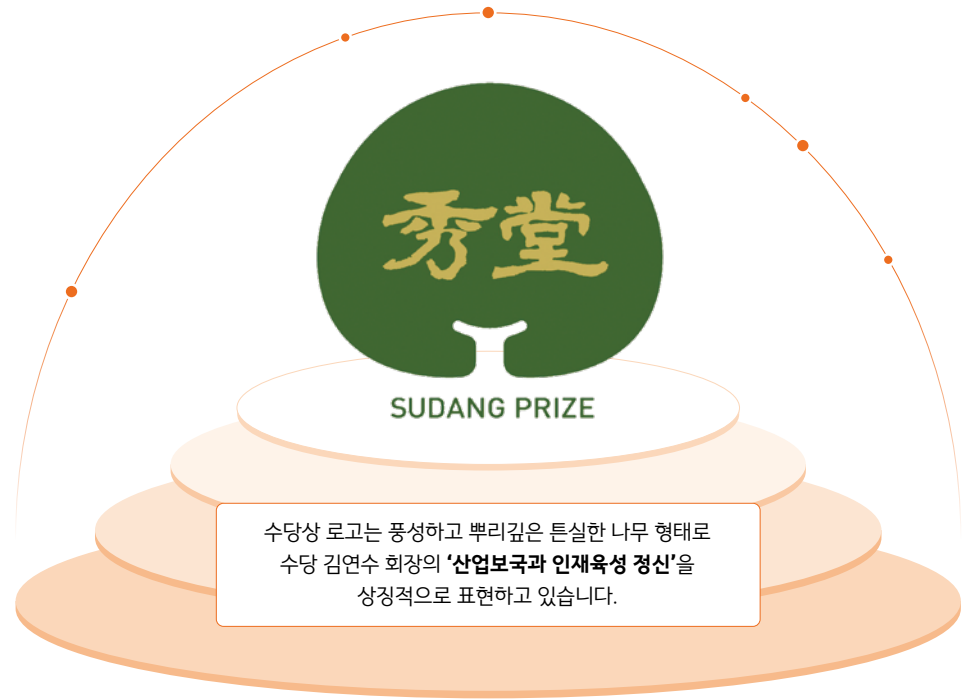 秀堂
SUDANG PRIZE
수당상 로고는 풍성하고 뿌리깊은 튼실한 나무 형태로
수당 김연수 회장의 ‘산업보국과 인재육성 정신’을
상징적으로 표현하고 있습니다.